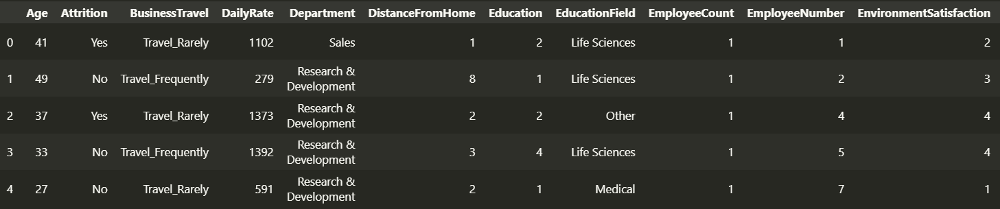 Age Attrition BusinessTravel DailyRate Department DistanceFromHome Education EducationField EmployeeCount EmployeeNumber EnvironmentSatisfaction
0 41 Yes Travel_Rarely 1102 Sales 1 2 Life Sciences 1 1 2
1 49 No Travel_Frequently 279 Research & Development 8 1 Life Sciences 1 2 3
2 37 Yes Travel_Rarely 1373 Research & Development 2 2 Other 1 4 4
3 33 No Travel_Frequently 1392 Research & Development 3 4 Life Sciences 1 5 4
4 27 No Travel_Rarely 591 Research & Development 2 1 Medical 1 7 1